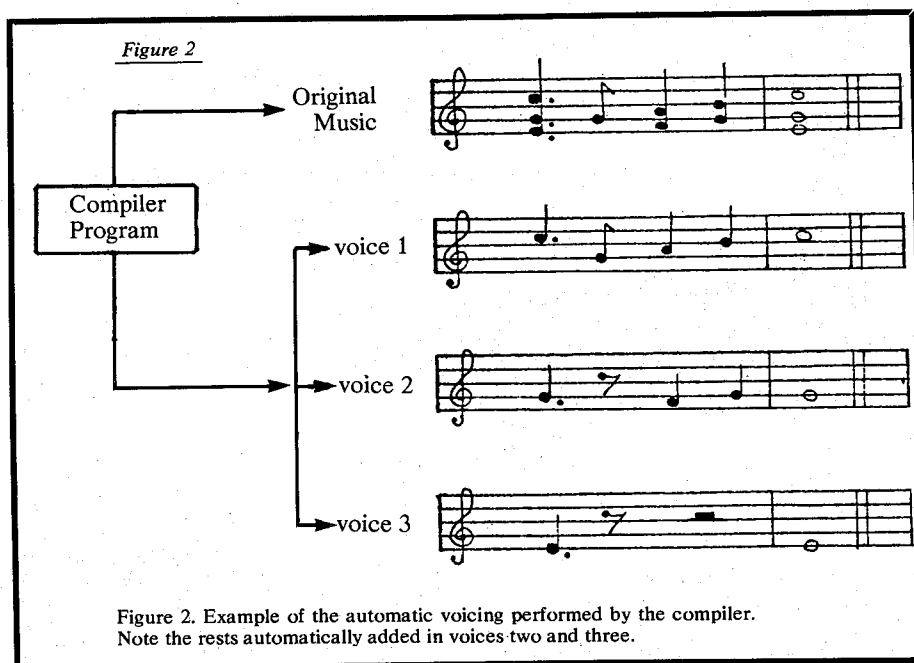 Figure 2
Original
Music
Compiler
Program
voice 1
voice 2
voice 3
Figure 2. Example of the automatic voicing performed by the compiler.
Note the rests automatically added in voices two and three.